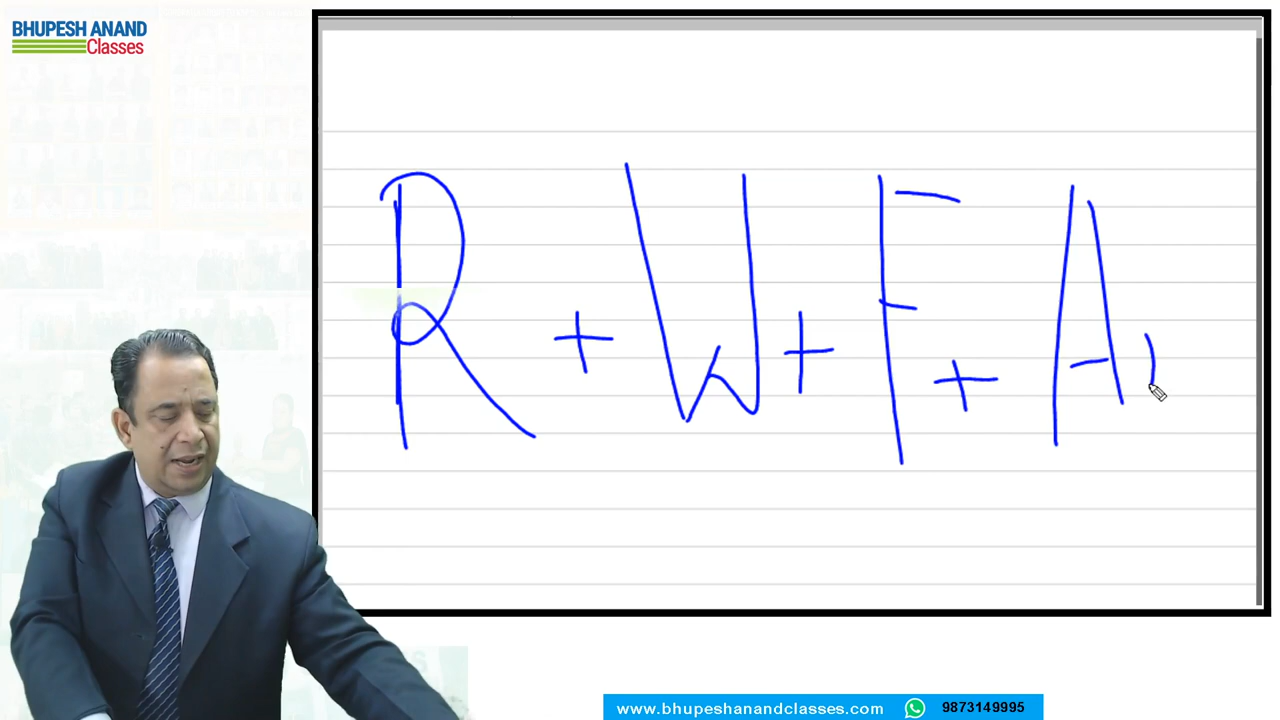 BHUPESH ANAND
Classes
R + W + F + A
www.bhupeshanandclasses.com 9873149995